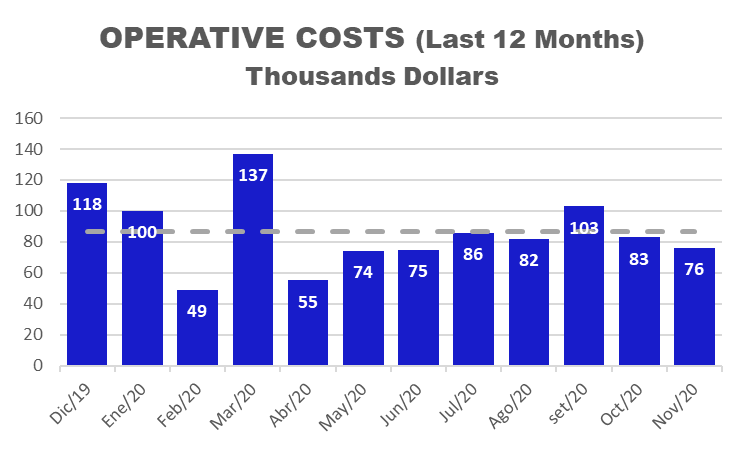 OPERATIVE COSTS (Last 12 Months)
Thousands Dollars
160
140
120
100
80
60
40
20
0
118
100
49
137
55
74
75
86
82
103
83
76
Dic/19
Ene/20
Feb/20
Mar/20
Abr/20
May/20
Jun/20
Jul/20
Ago/20
set/20
Oct/20
Nov/20